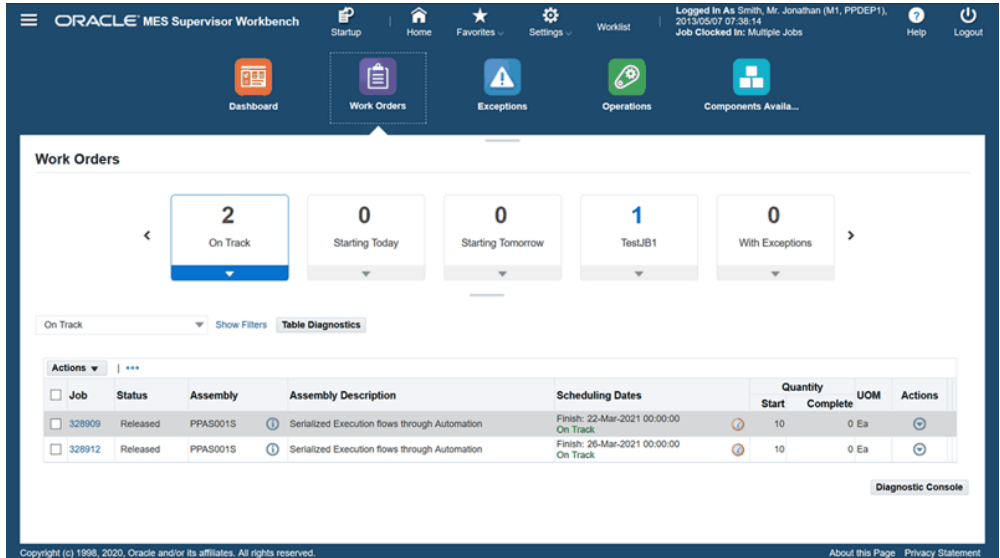 ORACLE MES Supervisor Workbench
Startup
Home
Favorites
Settings
Worklist
Logged In As Smith, Mr. Jonathan (M1, PPDEP1),
2013/05/07 07:38:14
Job Clocked In: Multiple Jobs
Help
Logout
Dashboard
Work Orders
Exceptions
Operations
Components Availa...
Work Orders
2
On Track
0
Starting Today
0
Starting Tomorrow
1
TestJB1
0
With Exceptions
On Track Show Filters Table Diagnostics
Actions
Job Status Assembly Assembly Description Scheduling Dates Quantity UOM Actions
Start Complete
328909 Released PPAS001S Serialized Execution flows through Automation Finish: 22-Mar-2021 00:00:00 10 0 Ea
On Track
328912 Released PPAS001S Serialized Execution flows through Automation Finish: 26-Mar-2021 00:00:00 10 0 Ea
On Track
Diagnostic Console
Copyright (c) 1998, 2020, Oracle and/or its affiliates. All rights reserved. About this Page Privacy Statement